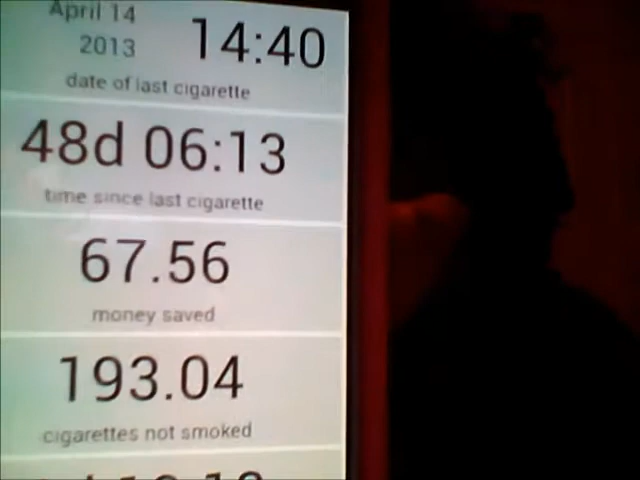 April 14
2013 14:40
date of last cigarette
48d 06:13
time since last cigarette
67.56
money saved
193.04
cigarettes not smoked